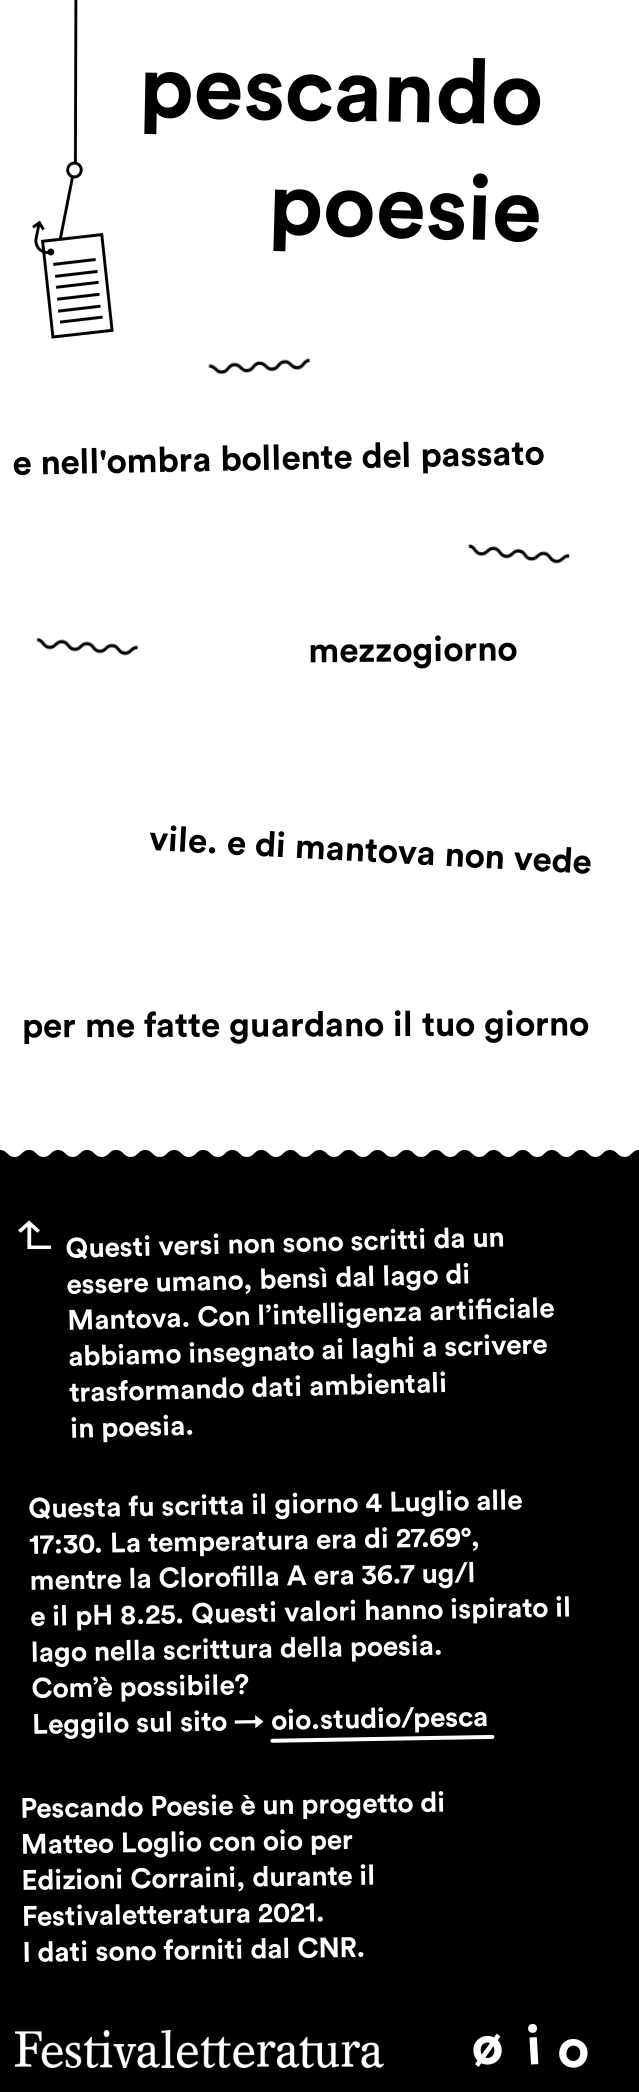 pescando
poesie
e nell'ombra bollente del passato
mezzogiorno
vile. e di mantova non vede
per me fatte guardano il tuo giorno
Questi versi non sono scritti da un
essere umano, bensì dal lago di
Mantova. Con l’intelligenza artificiale
abbiamo insegnato ai laghi a scrivere
trasformando dati ambientali
in poesia.
Questa fu scritta il giorno 4 Luglio alle
17:30. La temperatura era di 27.69°,
mentre la Clorofilla A era 36.7 ug/l
e il pH 8.25. Questi valori hanno ispirato il
lago nella scrittura della poesia.
Com’è possibile?
Leggilo sul sito → oio.studio/pesca
Pescando Poesie è un progetto di
Matteo Loglio con oio per
Edizioni Corraini, durante il
Festivaletteratura 2021.
I dati sono forniti dal CNR.
Festivaletteratura ø i o